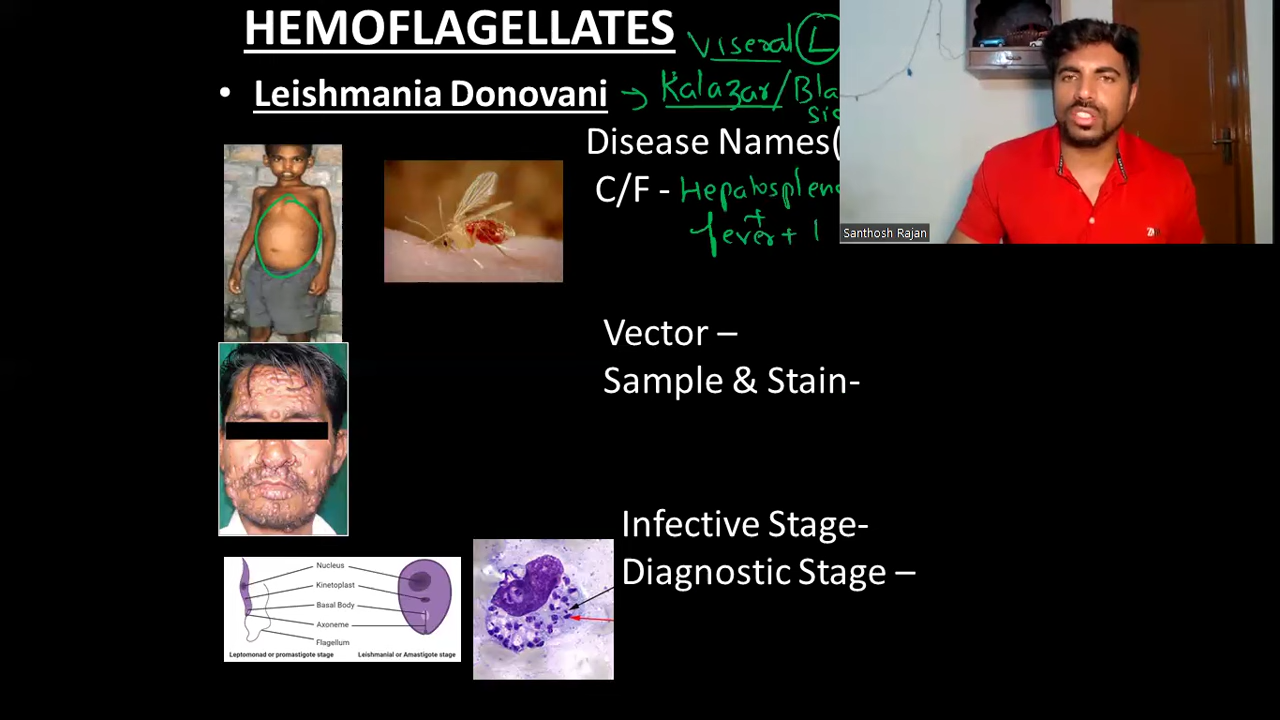 HEMOFLAGELLATES
Viseral L
• Leishmania Donovani → Kalazar/ Bla
Disease Names(
C/F - Hepatosplen
+
fever +
Vector –
Sample & Stain-
Infective Stage-
Diagnostic Stage –
Santhosh Rajan
Nucleus
Kinetoplast
Basal Body
Axoneme
Flagellum
Leptomonad or promastigote stage
Leishmanial or Amastigote stage